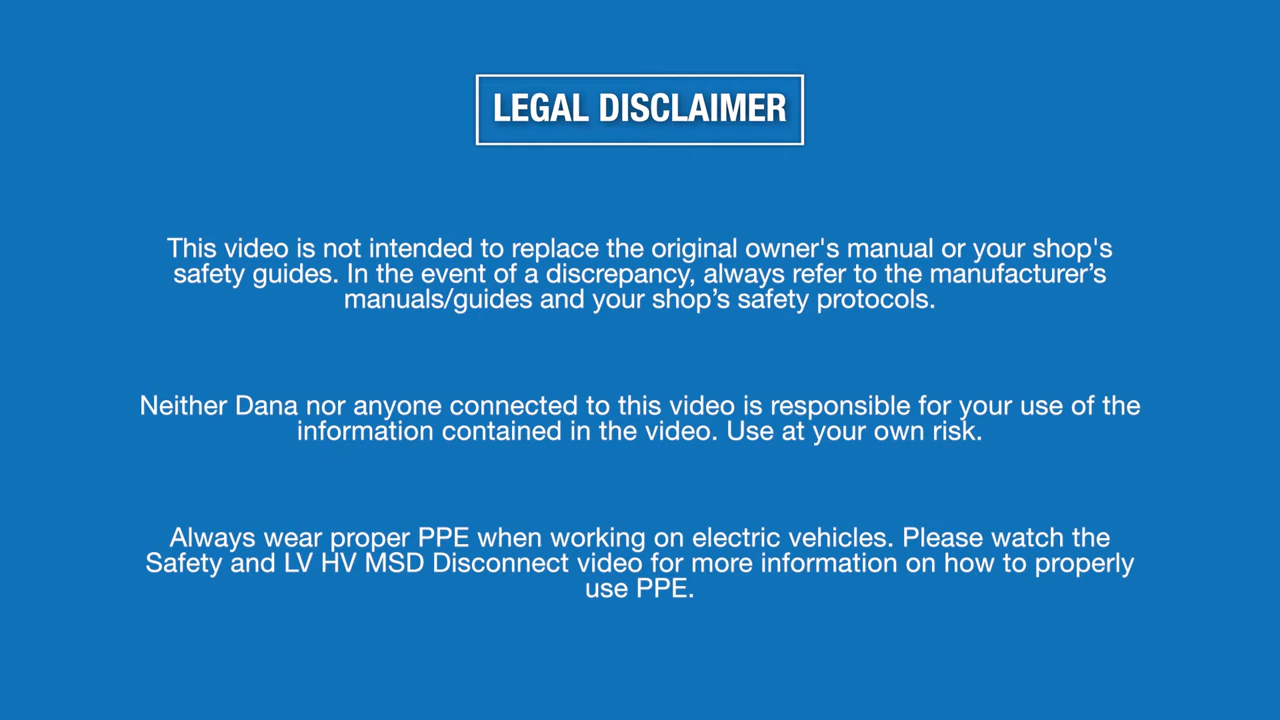 LEGAL DISCLAIMER
This video is not intended to replace the original owner's manual or your shop's
safety guides. In the event of a discrepancy, always refer to the manufacturer’s
manuals/guides and your shop’s safety protocols.
Neither Dana nor anyone connected to this video is responsible for your use of the
information contained in the video. Use at your own risk.
Always wear proper PPE when working on electric vehicles. Please watch the
Safety and LV HV MSD Disconnect video for more information on how to properly
use PPE.